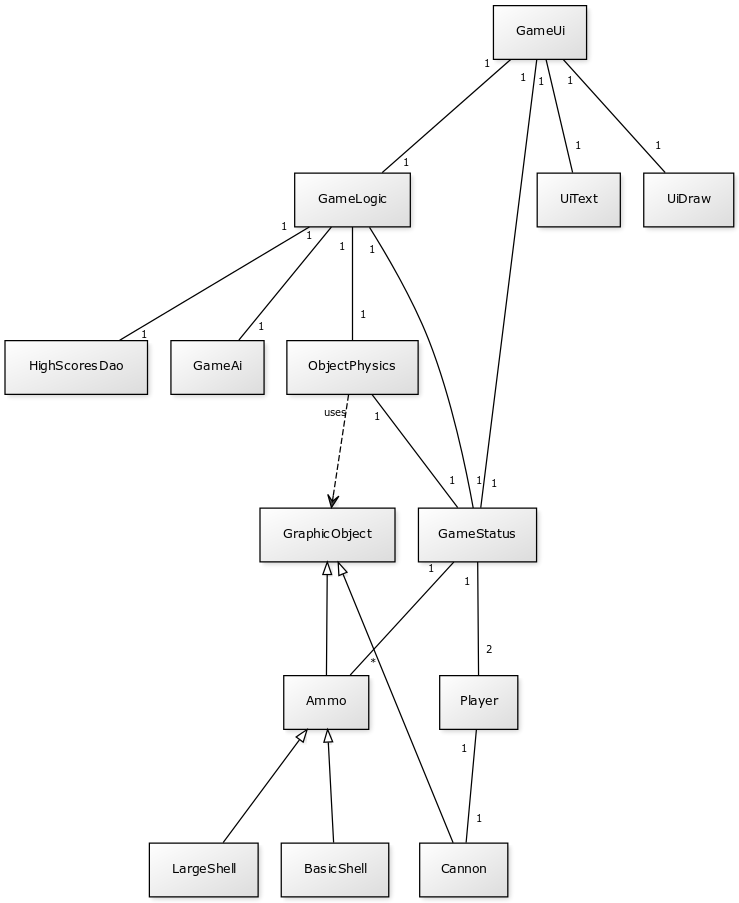 GameUi
1
1
1
1
1
1
1
GameLogic
UiText
UiDraw
1
1
1
1
1
1
1
HighScoresDao
GameAi
ObjectPhysics
uses
1
1
1
1
GraphicObject
GameStatus
1
1
2
*
Ammo
Player
1
1
LargeShell
BasicShell
Cannon